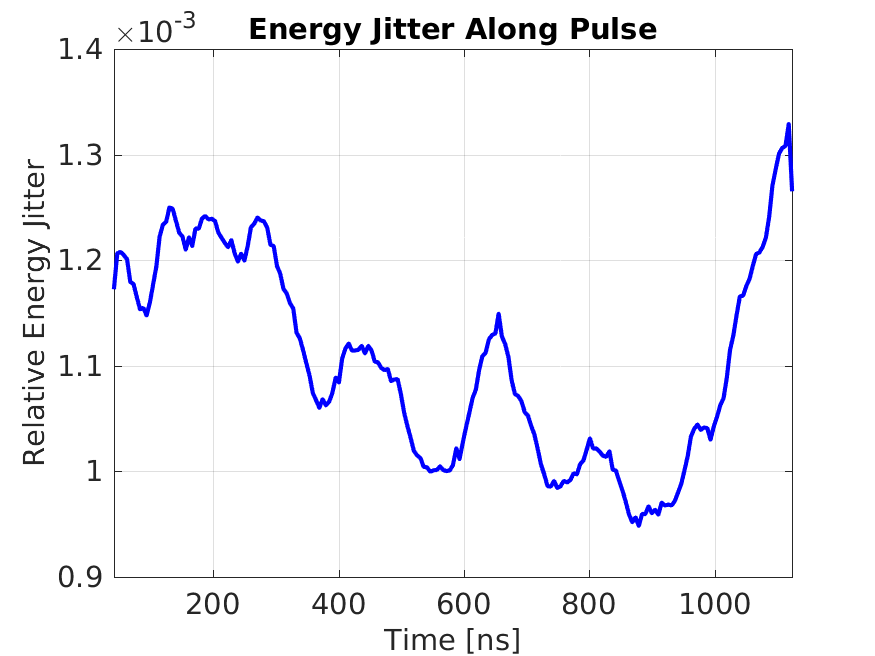 ×10-3
Energy Jitter Along Pulse
1.4
1.3
1.2
1.1
1
0.9
Relative Energy Jitter
200 400 600 800 1000
Time [ns]